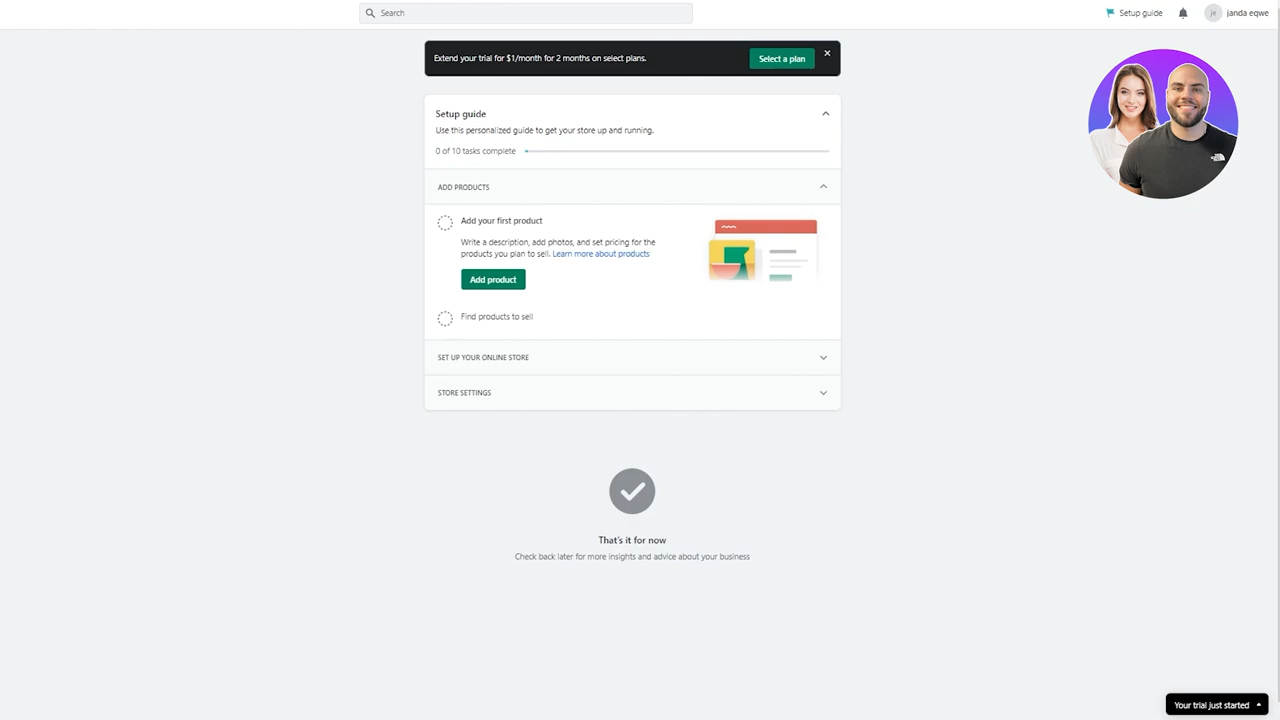 Search
Setup guide
je
janda eqwe
Extend your trial for $1/month for 2 months on select plans.
Select a plan
Setup guide
Use this personalized guide to get your store up and running.
0 of 10 tasks complete
ADD PRODUCTS
Add your first product
Write a description, add photos, and set pricing for the
products you plan to sell. Learn more about products
Add product
Find products to sell
SET UP YOUR ONLINE STORE
STORE SETTINGS
That's it for now
Check back later for more insights and advice about your business
Your trial just started